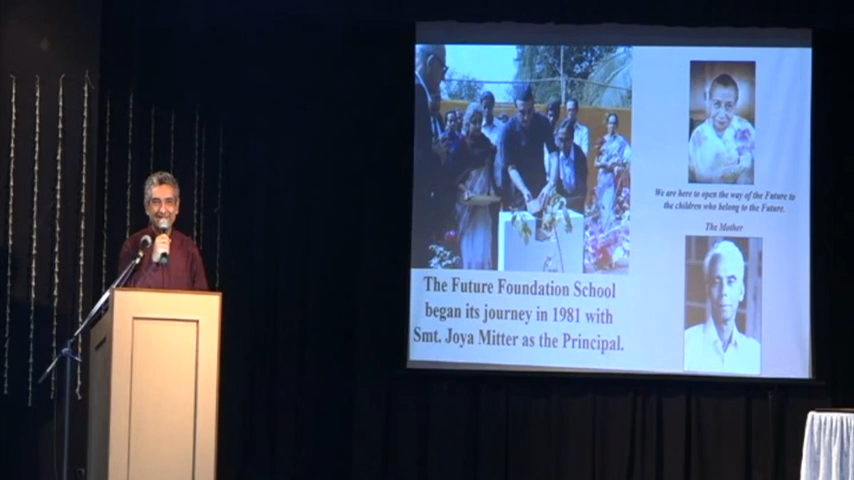 The Future Foundation School
began its journey in 1981 with
Smt. Joya Mitter as the Principal.
We are here to open the way of the Future to
the children who belong to the Future.
The Mother